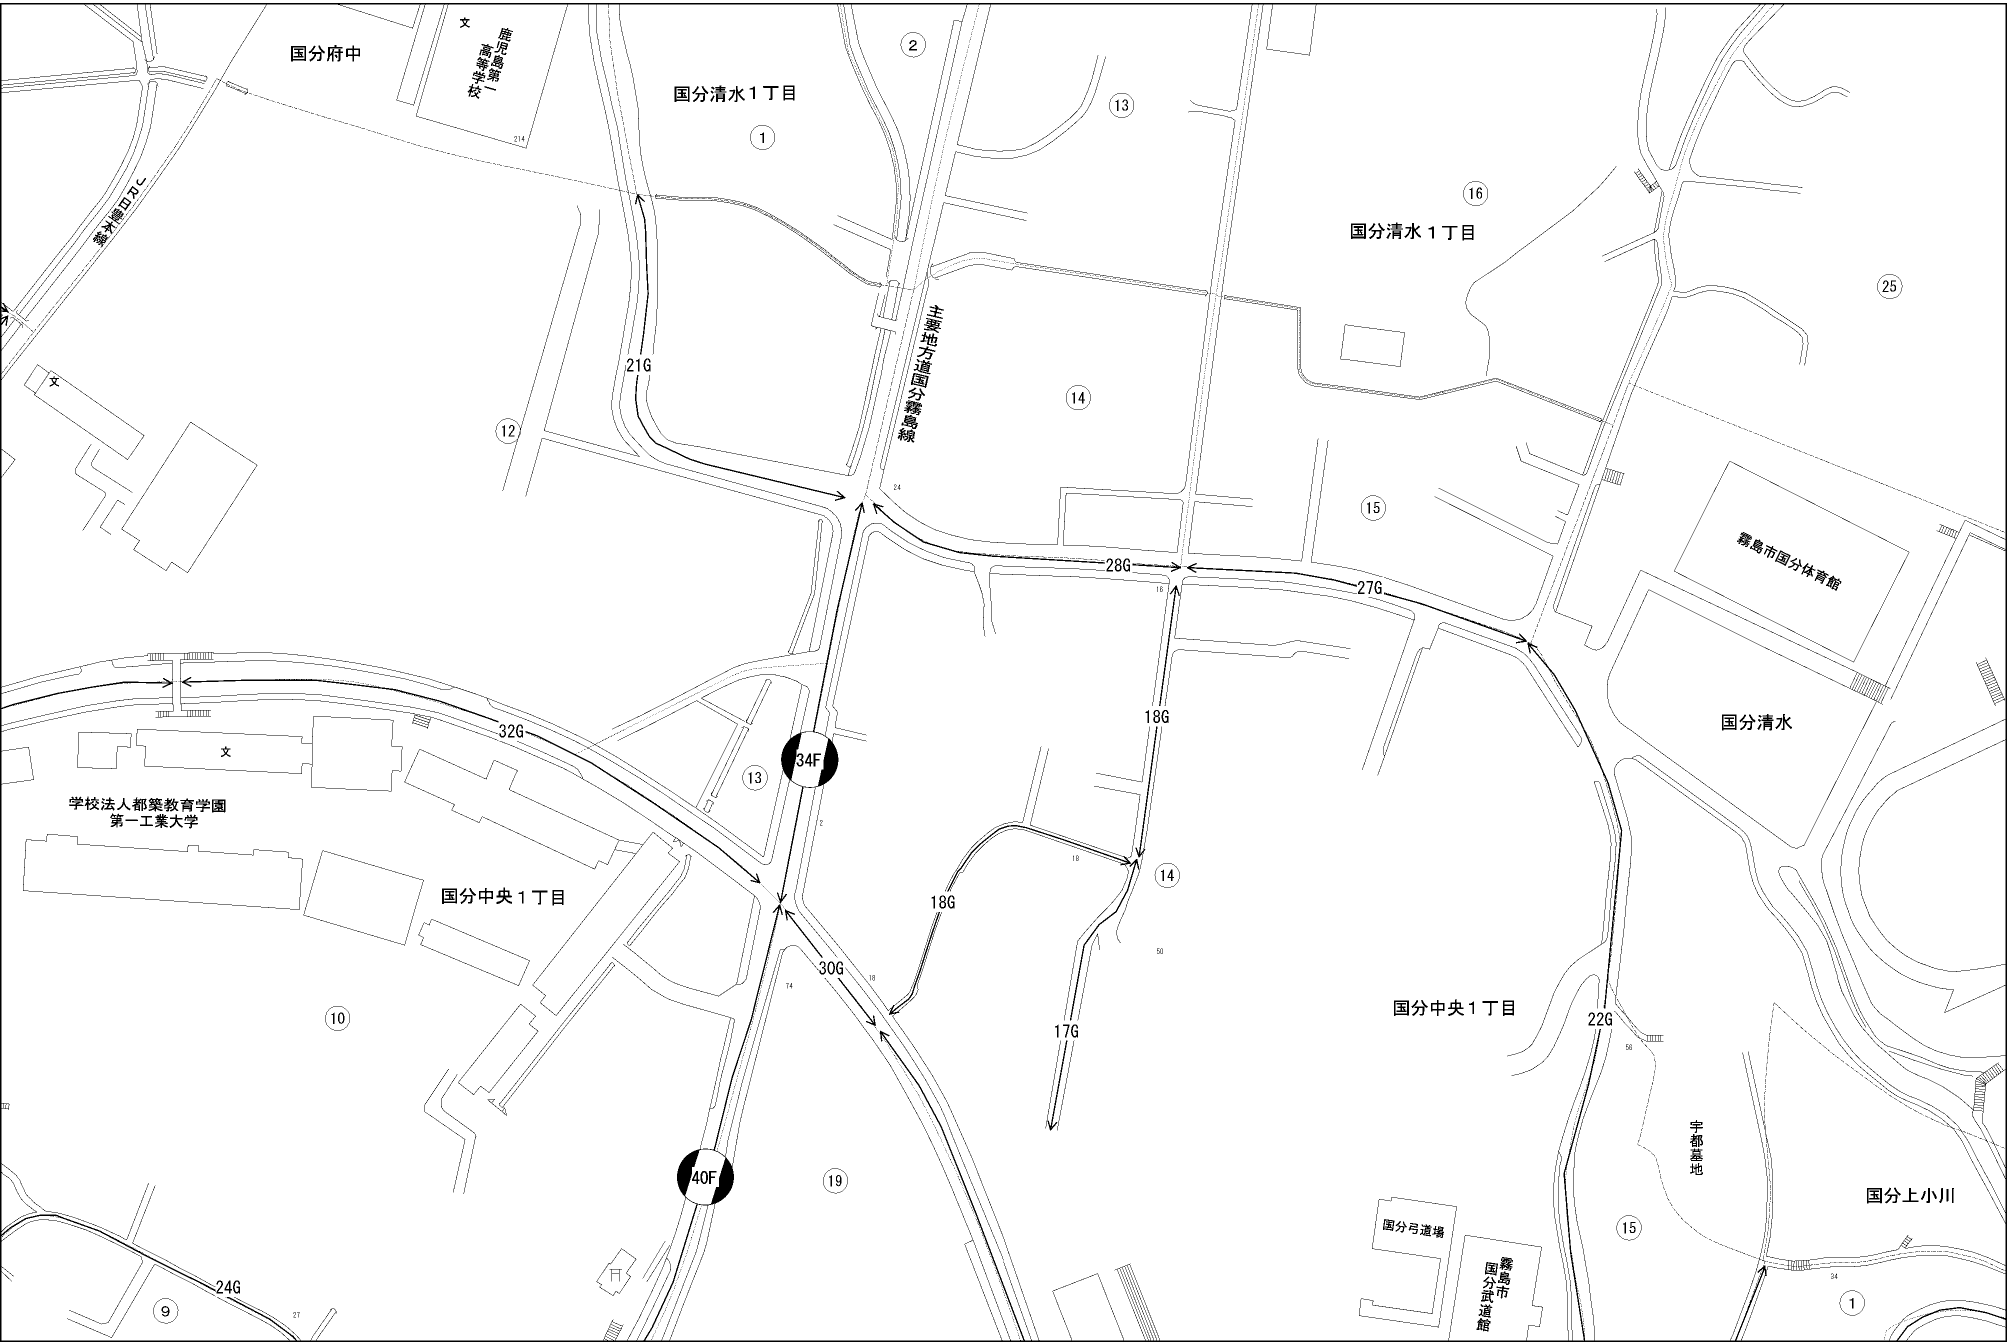 文
鹿児島第一
高等学校
214
国分府中
国分清水1丁目
②
①
⑬
⑯
国分清水1丁目
㉕
JR日豊本線
主要地方道国分霧島線
21G
文
⑫
⑭
24
⑮
霧島市国分体育館
28G
16
27G
32G
18G
国分清水
文
34F
⑬
学校法人都築教育学園
第一工業大学
2
18
⑭
国分中央1丁目
18G
50
30G
18
74
⑩
17G
国分中央1丁目
22G
56
宇都墓地
40F
⑲
国分上小川
国分弓道場
⑮
霧島市
国分武道館
34
24G
27
⑨
①